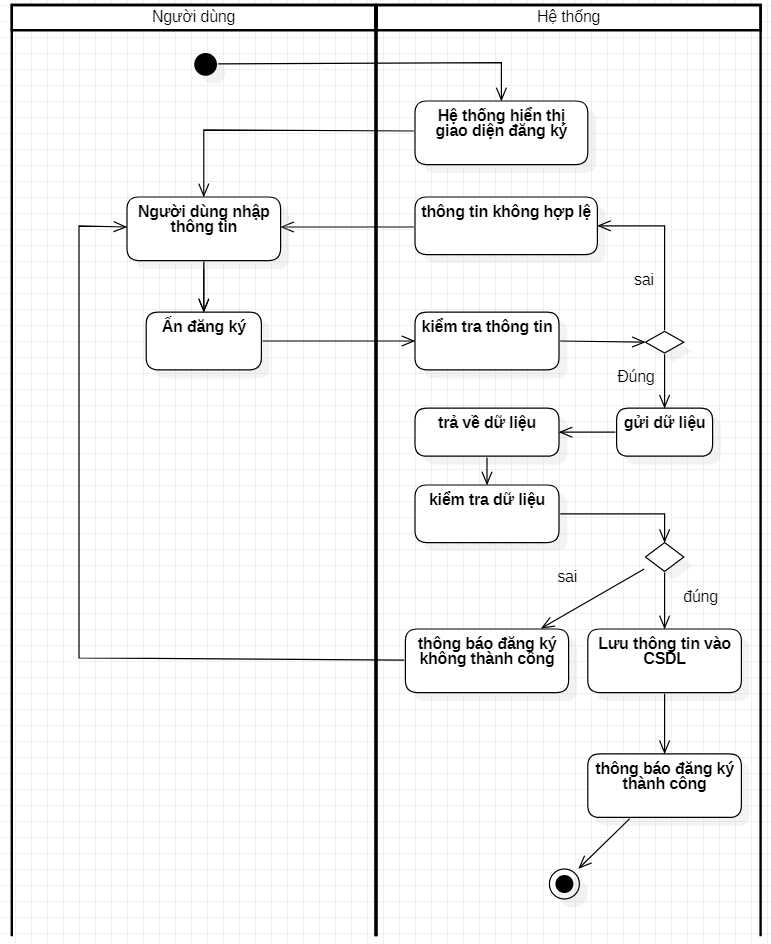 Người dùng
Hệ thống
Hệ thống hiển thị
giao diện đăng ký
Người dùng nhập
thông tin
thông tin không hợp lệ
sai
Ấn đăng ký
kiểm tra thông tin
Đúng
trả về dữ liệu
gửi dữ liệu
kiểm tra dữ liệu
sai
đúng
thông báo đăng ký
không thành công
Lưu thông tin vào
CSDL
thông báo đăng ký
thành công